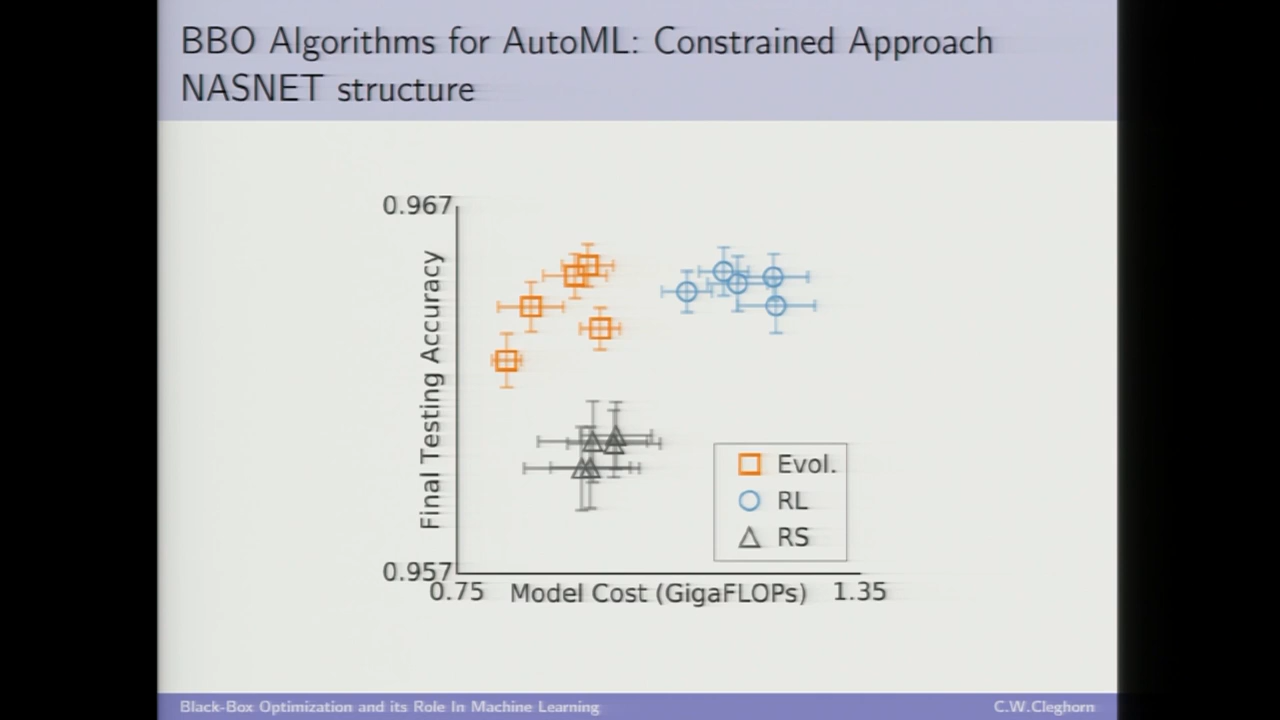 BBO Algorithms for AutoML: Constrained Approach
NASNET structure
0.967
Final Testing Accuracy
0.957
0.75
Model Cost (GigaFLOPs)
1.35
Evol.
RL
RS
Black-Box Optimization and its Role In Machine Learning
C.W.Cleghorn